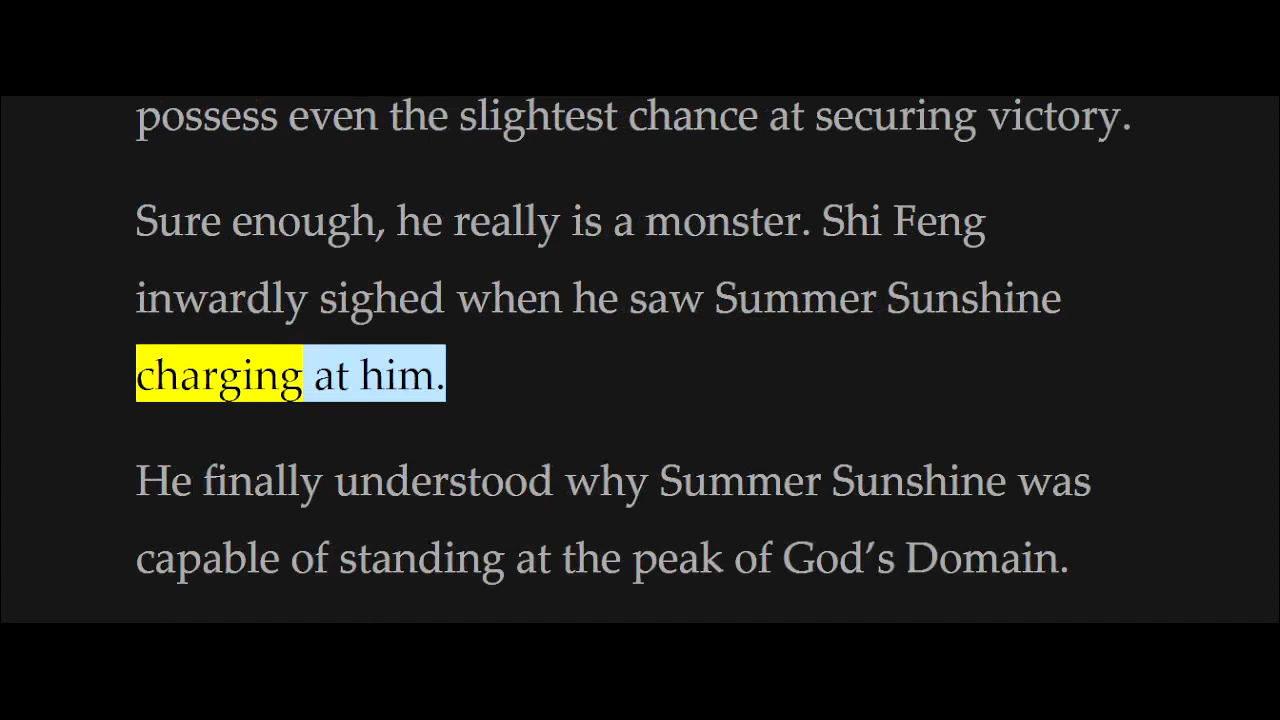 possess even the slightest chance at securing victory.
Sure enough, he really is a monster. Shi Feng
inwardly sighed when he saw Summer Sunshine
charging at him.
He finally understood why Summer Sunshine was
capable of standing at the peak of God’s Domain.